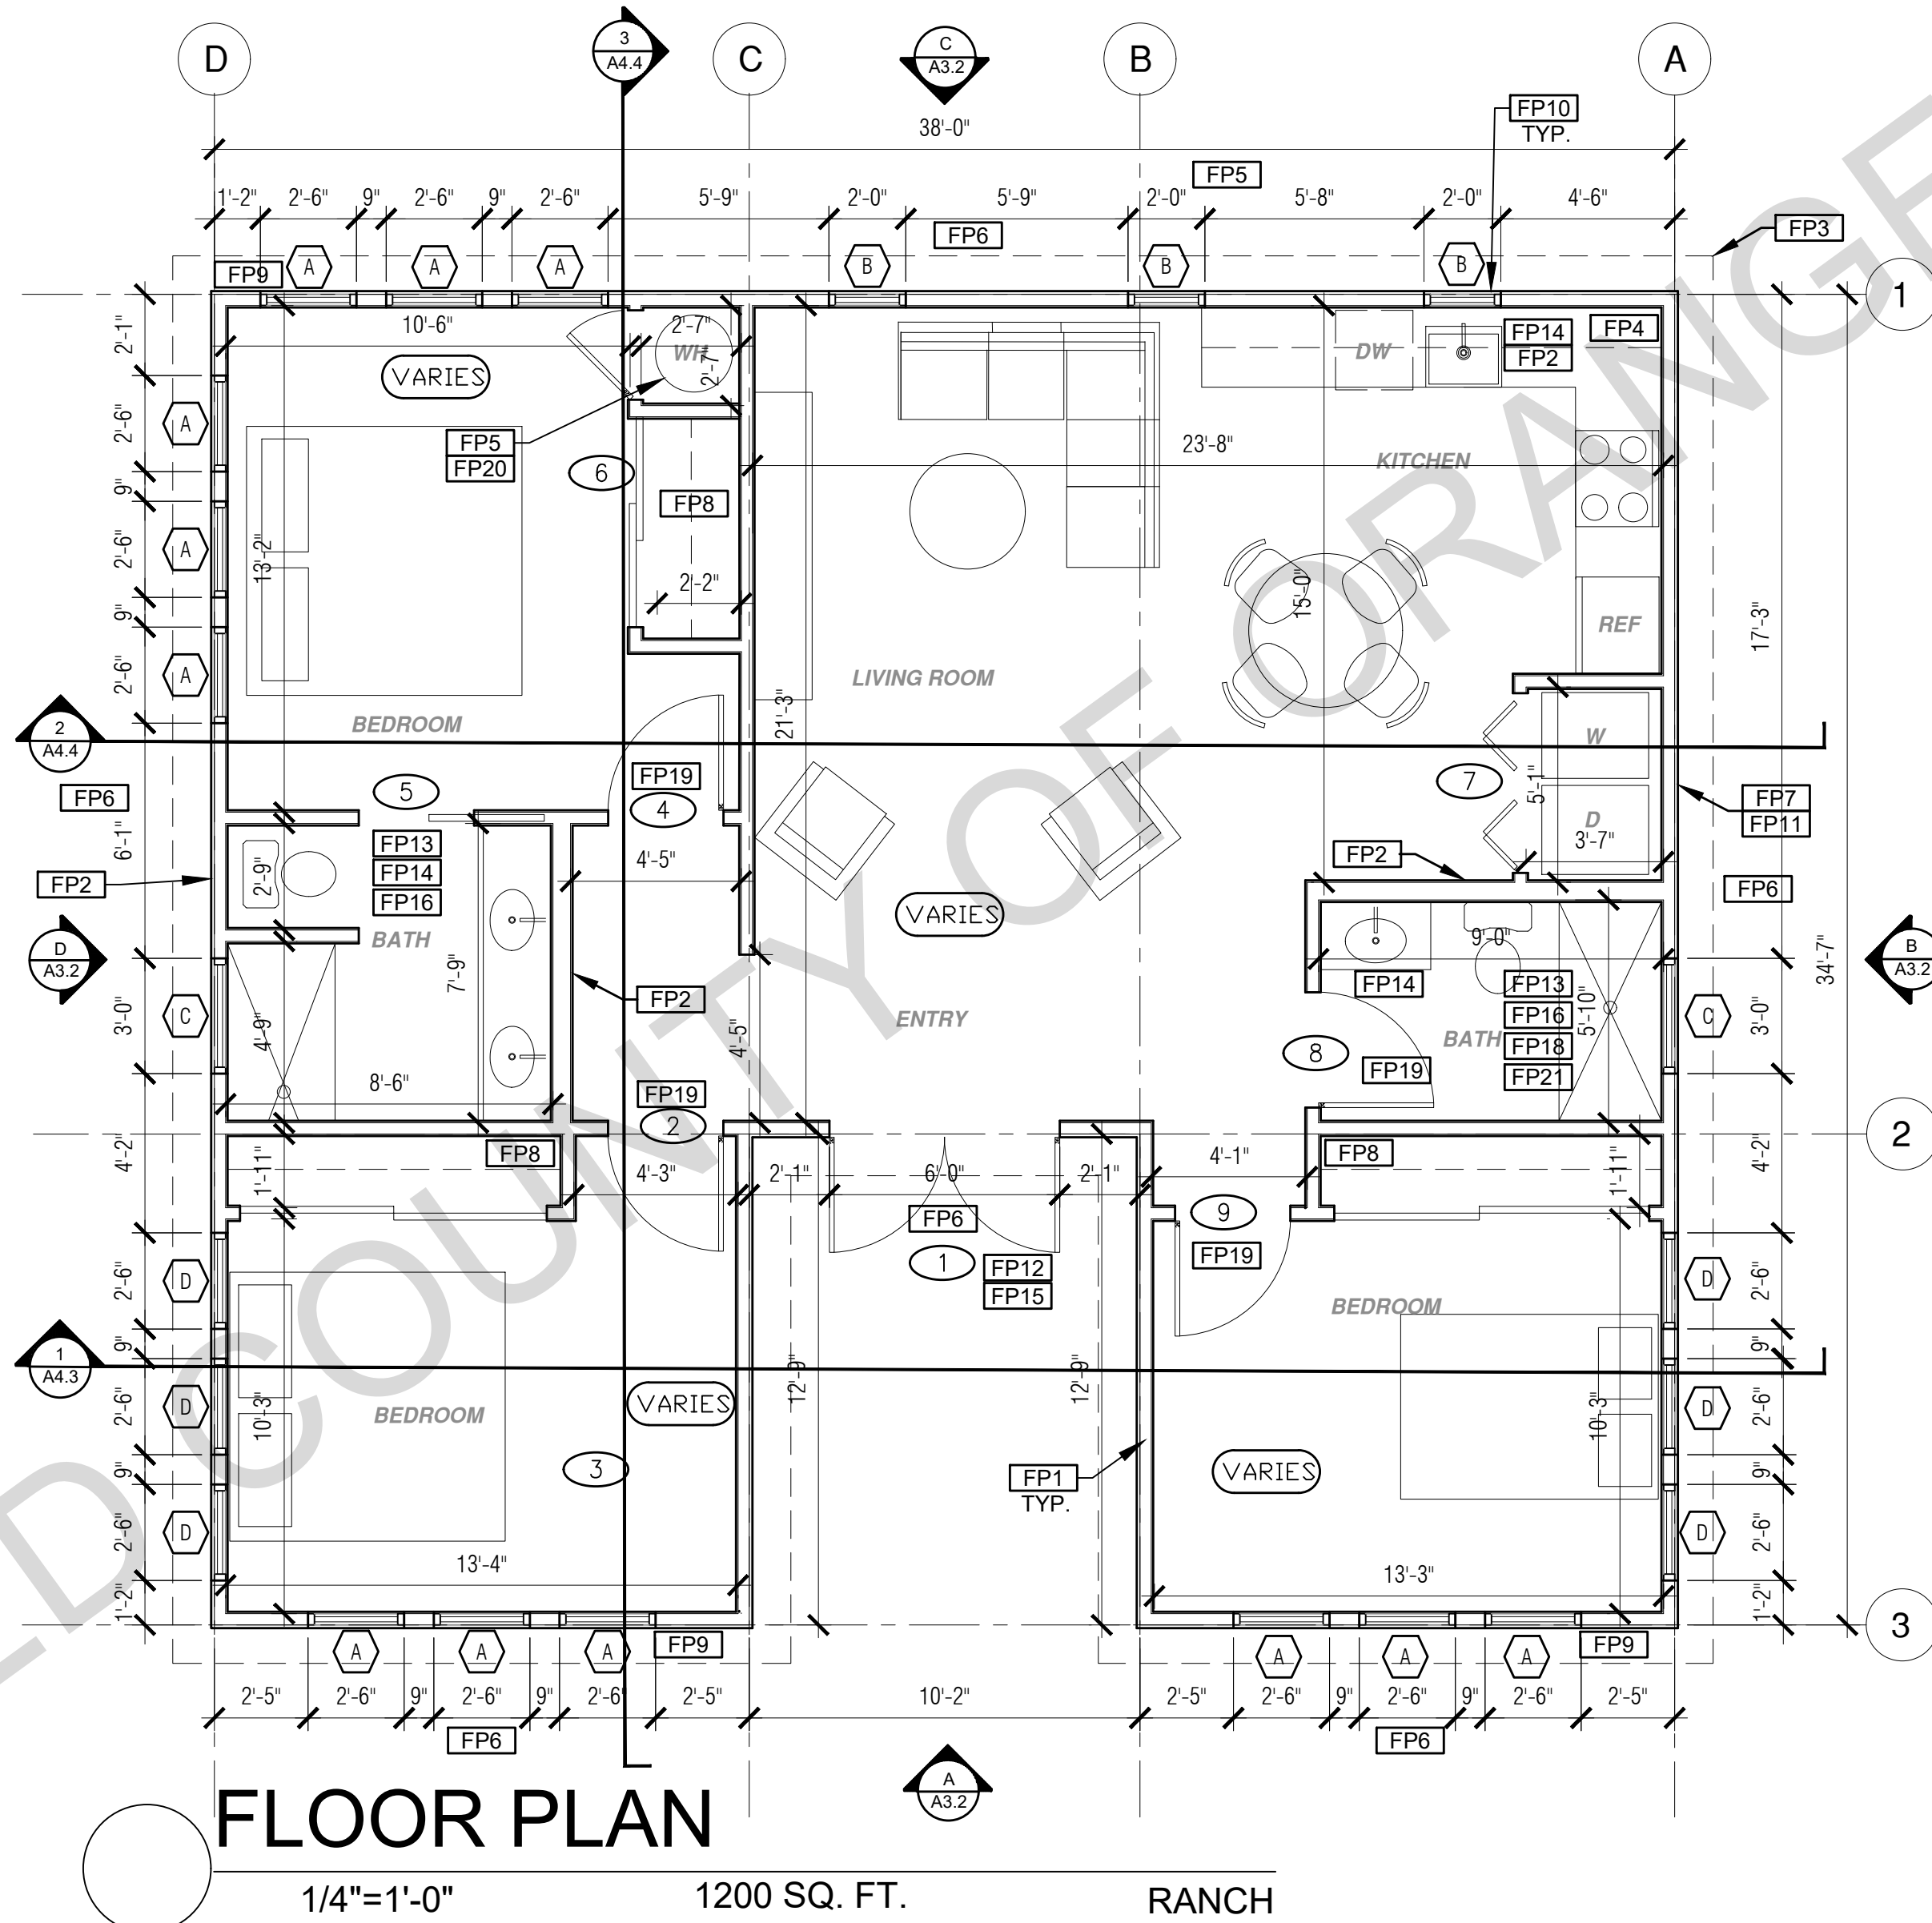 D
3
A4.4
C
C
A3.2
B
A
38'-0"
FP10
TYP.
FP5
1'-2"
2'-6"
9"
2'-6"
9"
2'-6"
5'-9"
2'-0"
5'-9"
2'-0"
5'-8"
2'-0"
4'-6"
FP6
FP3
FP9
A
A
A
B
B
B
1
10'-6"
2'-7"
WH
2'-7"
VARIES
DW
FP14
FP2
FP4
2'-1"
2'-6"
A
FP5
FP20
6
FP8
23'-8"
KITCHEN
9"
2'-6"
A
13'-2"
2'-2"
15'-0"
REF
17'-3"
9"
2'-6"
A
LIVING ROOM
BEDROOM
21'-3"
2
A4.4
FP6
5
FP19
4
W
7
5'-1"
D
3'-7"
FP7
FP11
6'-1"
FP13
FP14
FP16
2'-9"
BATH
4'-5"
FP2
FP2
FP6
VARIES
9'-0"
D
A3.2
7'-9"
FP2
FP14
FP13
FP16
FP18
FP21
5'-10"
B
A3.2
34'-7"
3'-0"
C
4'-9"
4'-5"
ENTRY
8
BATH
C
3'-0"
8'-6"
FP19
2
FP19
2
4'-2"
FP8
1'-11"
4'-3"
2'-1"
6'-0"
2'-1"
4'-1"
FP8
1'-11"
4'-2"
FP6
9
1
FP12
FP15
FP19
2'-6"
D
BEDROOM
D
2'-6"
9"
9"
1
A4.3
12'-9"
12'-9"
2'-6"
D
10'-3"
BEDROOM
VARIES
10'-3"
D
2'-6"
9"
3
FP1
TYP.
VARIES
9"
2'-6"
D
D
2'-6"
13'-4"
13'-3"
1'-2"
1'-2"
3
A
A
A
FP9
A
A
A
FP9
2'-5"
2'-6"
9"
2'-6"
9"
2'-6"
2'-5"
10'-2"
2'-5"
2'-6"
9"
2'-6"
9"
2'-6"
2'-5"
FP6
FP6
A
A3.2
FLOOR PLAN
1/4"=1'-0"
1200 SQ. FT.
RANCH
D COUNTY OF ORANGE